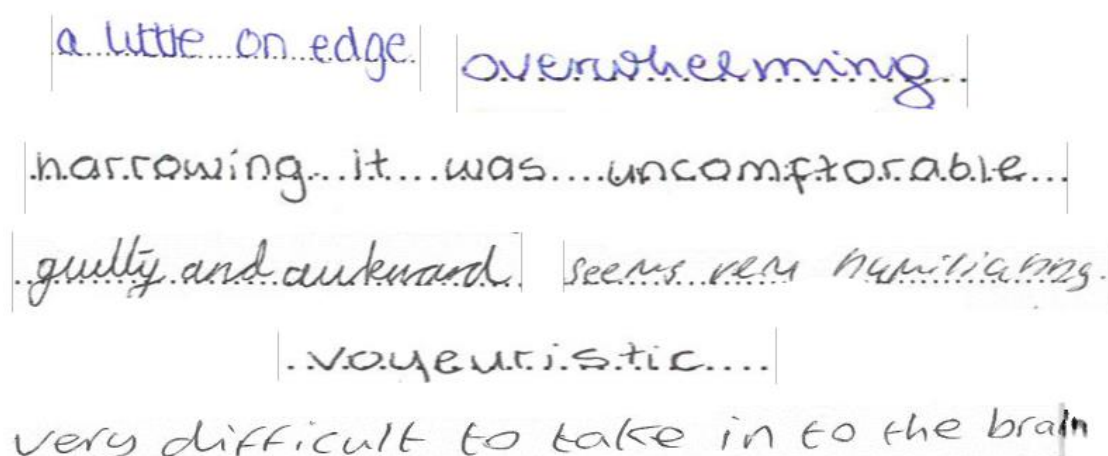 a little on edge overwhelming
harrowing it was uncomftorable
guilty and awkward seems very humiliating.
voyeuristic
very difficult to take in to the brain